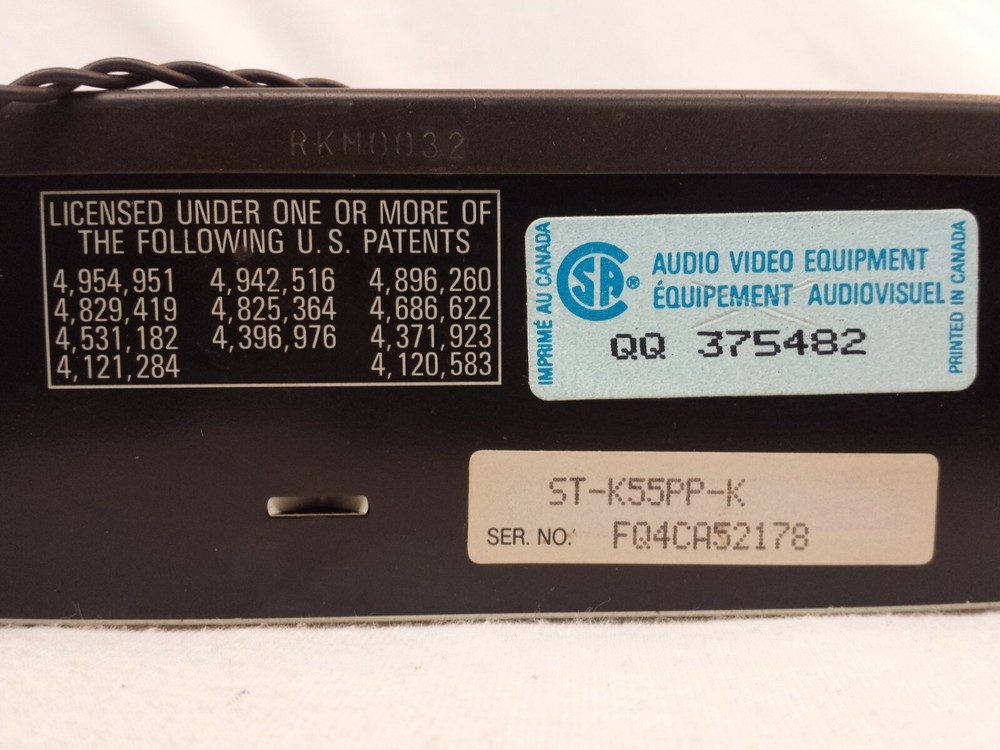 RKM0032
LICENSED UNDER ONE OR MORE OF
THE FOLLOWING U.S. PATENTS
4,954,951 4,942,516 4,896,260
4,829,419 4,825,364 4,686,622
4,531,182 4,396,976 4,371,923
4,121,284 4,120,583
IMPRIMÉ AU CANADA
SA®
AUDIO VIDEO EQUIPMENT
ÉQUIPEMENT AUDIOVISUEL
QQ 375482
PRINTED IN CANADA
ST-K55PP-K
SER. NO: FQ4CA52178